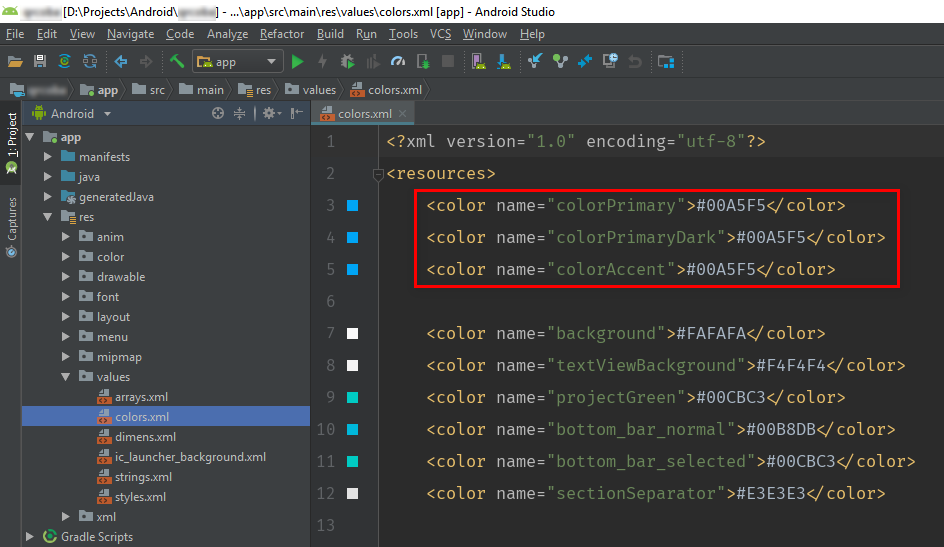 [D:\Projects\Android\ ] - ...\app\src\main\res\values\colors.xml [app] - Android Studio
File Edit View Navigate Code Analyze Refactor Build Run Tools VCS Window Help
app
app src main res values colors.xml
1: Project
Captures
Android
app
manifests
java
generatedJava
res
anim
color
drawable
font
layout
menu
mipmap
values
arrays.xml
colors.xml
dimens.xml
ic_launcher_background.xml
strings.xml
styles.xml
xml
Gradle Scripts
colors.xml
1 <?xml version="1.0" encoding="utf-8"?>
2 <resources>
3 <color name="colorPrimary">#00A5F5</color>
4 <color name="colorPrimaryDark">#00A5F5</color>
5 <color name="colorAccent">#00A5F5</color>
6
7 <color name="background">#FAFAFA</color>
8 <color name="textViewBackground">#F4F4F4</color>
9 <color name="projectGreen">#00CBC3</color>
10 <color name="bottom_bar_normal">#00B8DB</color>
11 <color name="bottom_bar_selected">#00CBC3</color>
12 <color name="sectionSeparator">#E3E3E3</color>
13